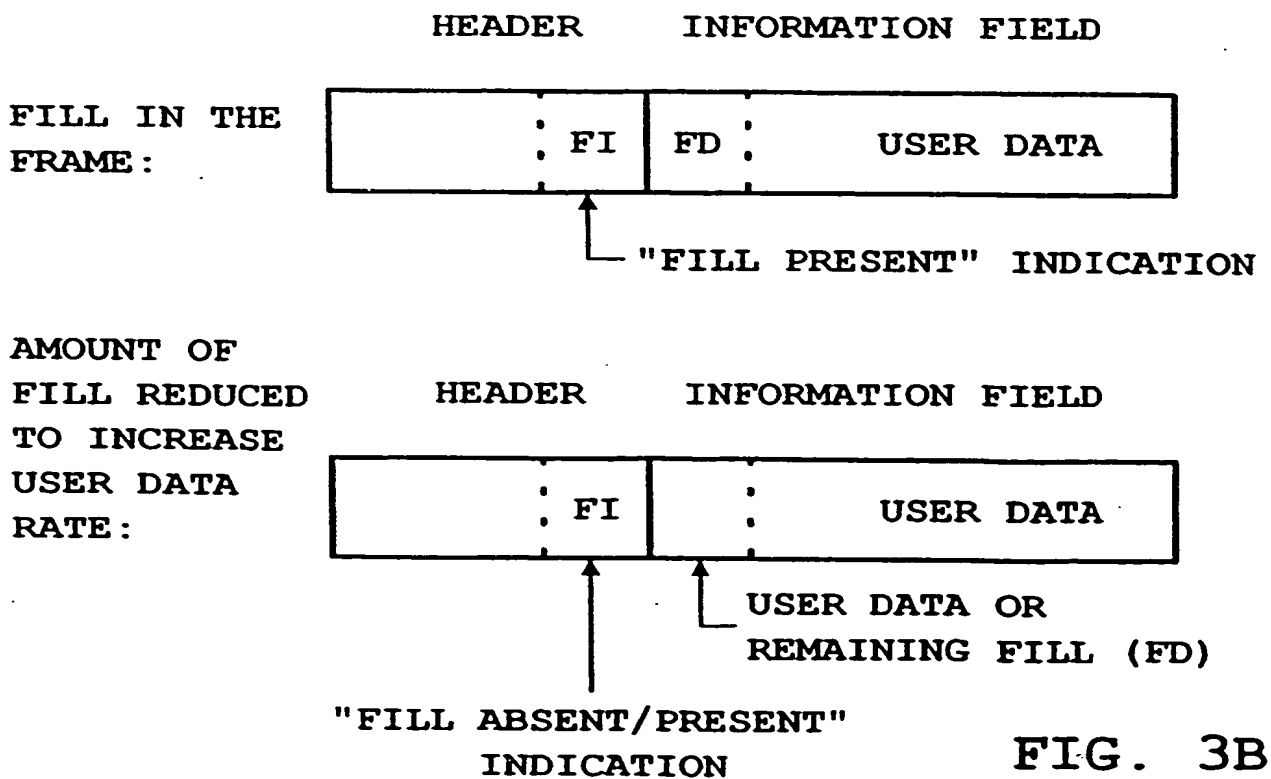 HEADER INFORMATION FIELD
FILL IN THE
FRAME:
FI FD USER DATA
"FILL PRESENT" INDICATION
AMOUNT OF
FILL REDUCED
TO INCREASE
USER DATA
RATE:
HEADER INFORMATION FIELD
FI USER DATA
USER DATA OR
REMAINING FILL (FD)
"FILL ABSENT/PRESENT"
INDICATION
FIG. 3B